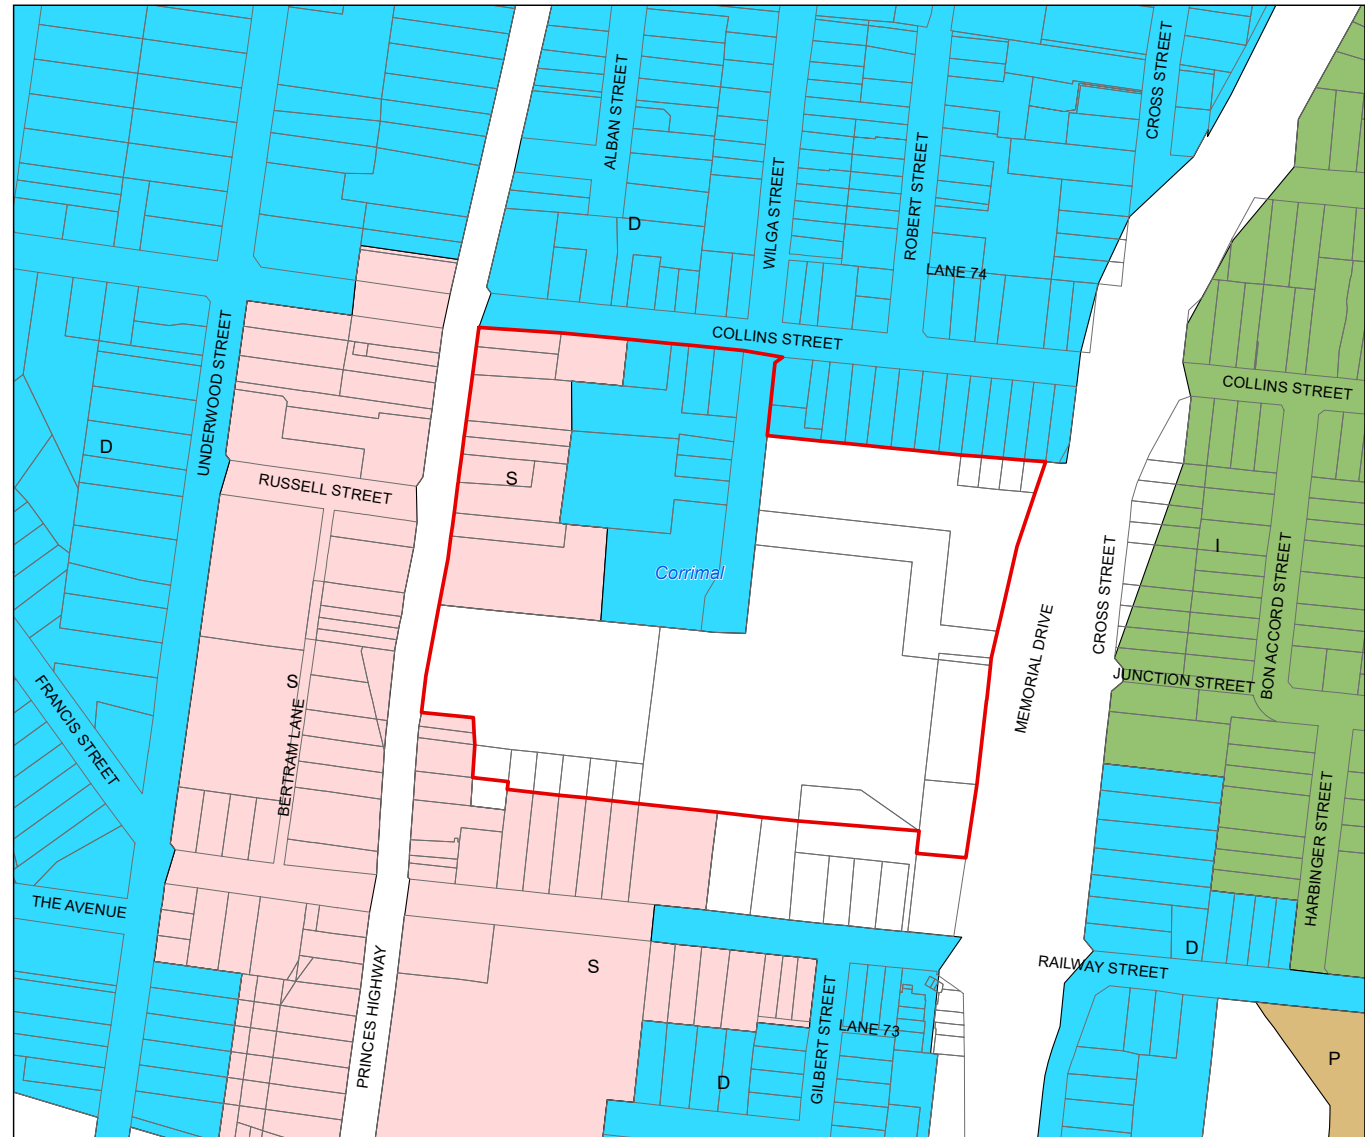 ALBAN STREET
CROSS STREET
WILGA STREET
ROBERT STREET
D
LANE 74
COLLINS STREET
UNDERWOOD STREET
COLLINS STREET
D
RUSSELL STREET
S
I
Corrimal
CROSS STREET
BON ACCORD STREET
MEMORIAL DRIVE
JUNCTION STREET
S
FRANCIS STREET
BERTRAM LANE
HARBINGER STREET
THE AVENUE
D
S
RAILWAY STREET
PRINCES HIGHWAY
GILBERT STREET
LANE 73
P
D